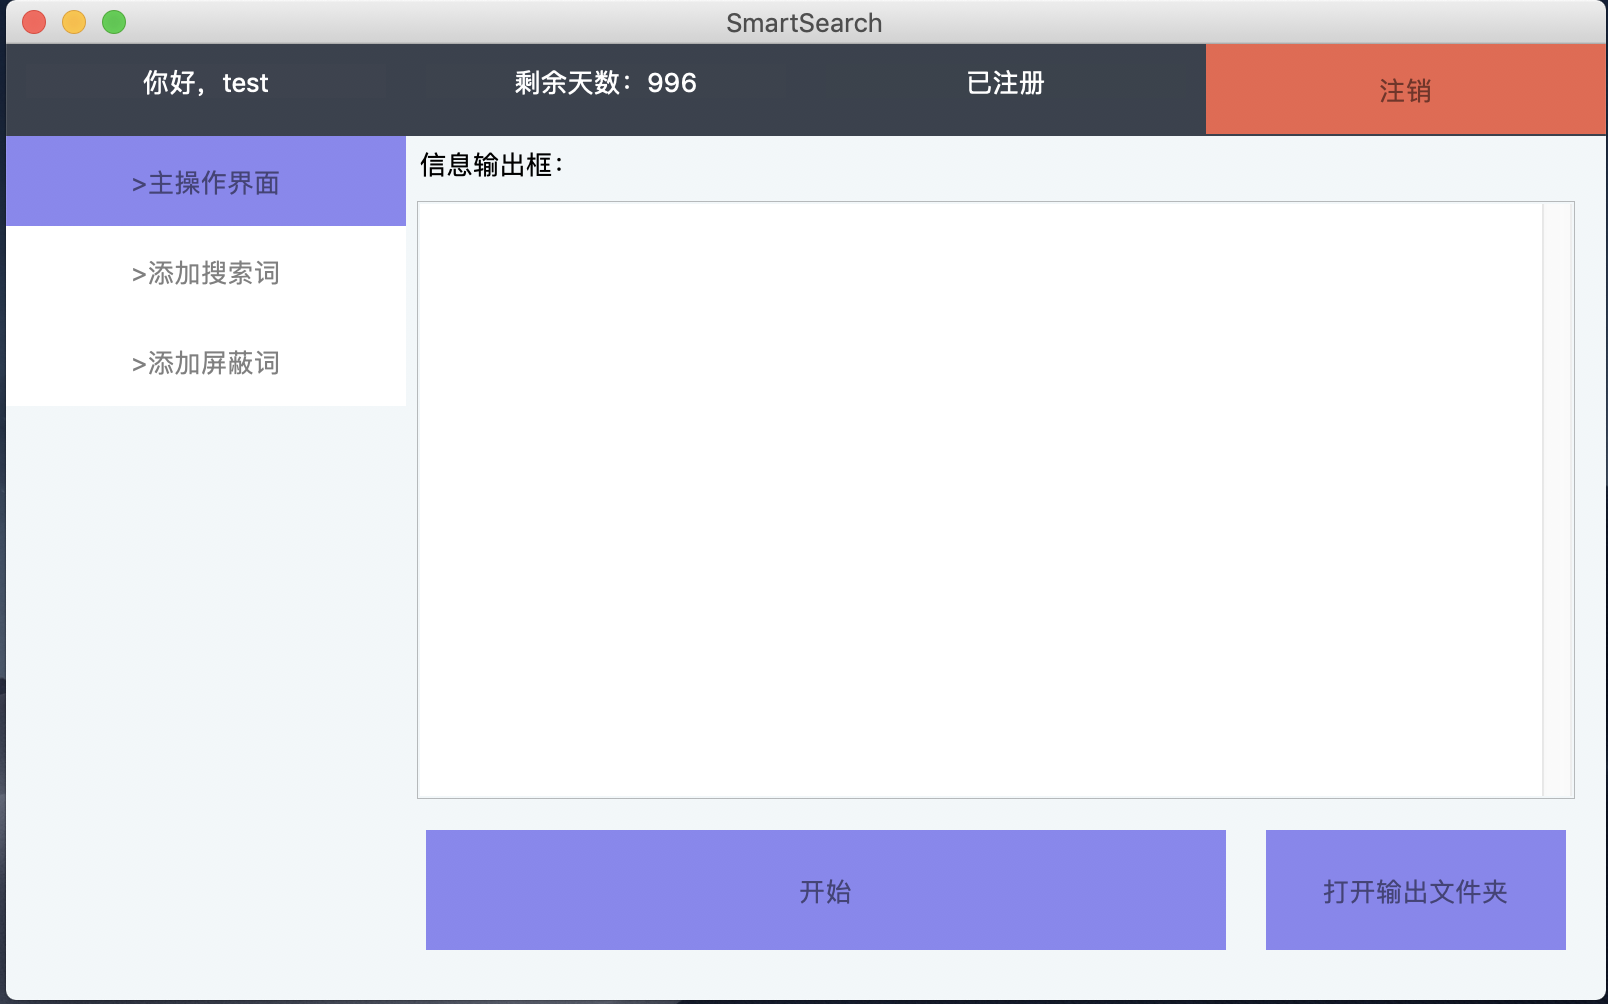 SmartSearch
你好，test
剩余天数：996
已注册
注销
>主操作界面
>添加搜索词
>添加屏蔽词
信息输出框：
开始
打开输出文件夹